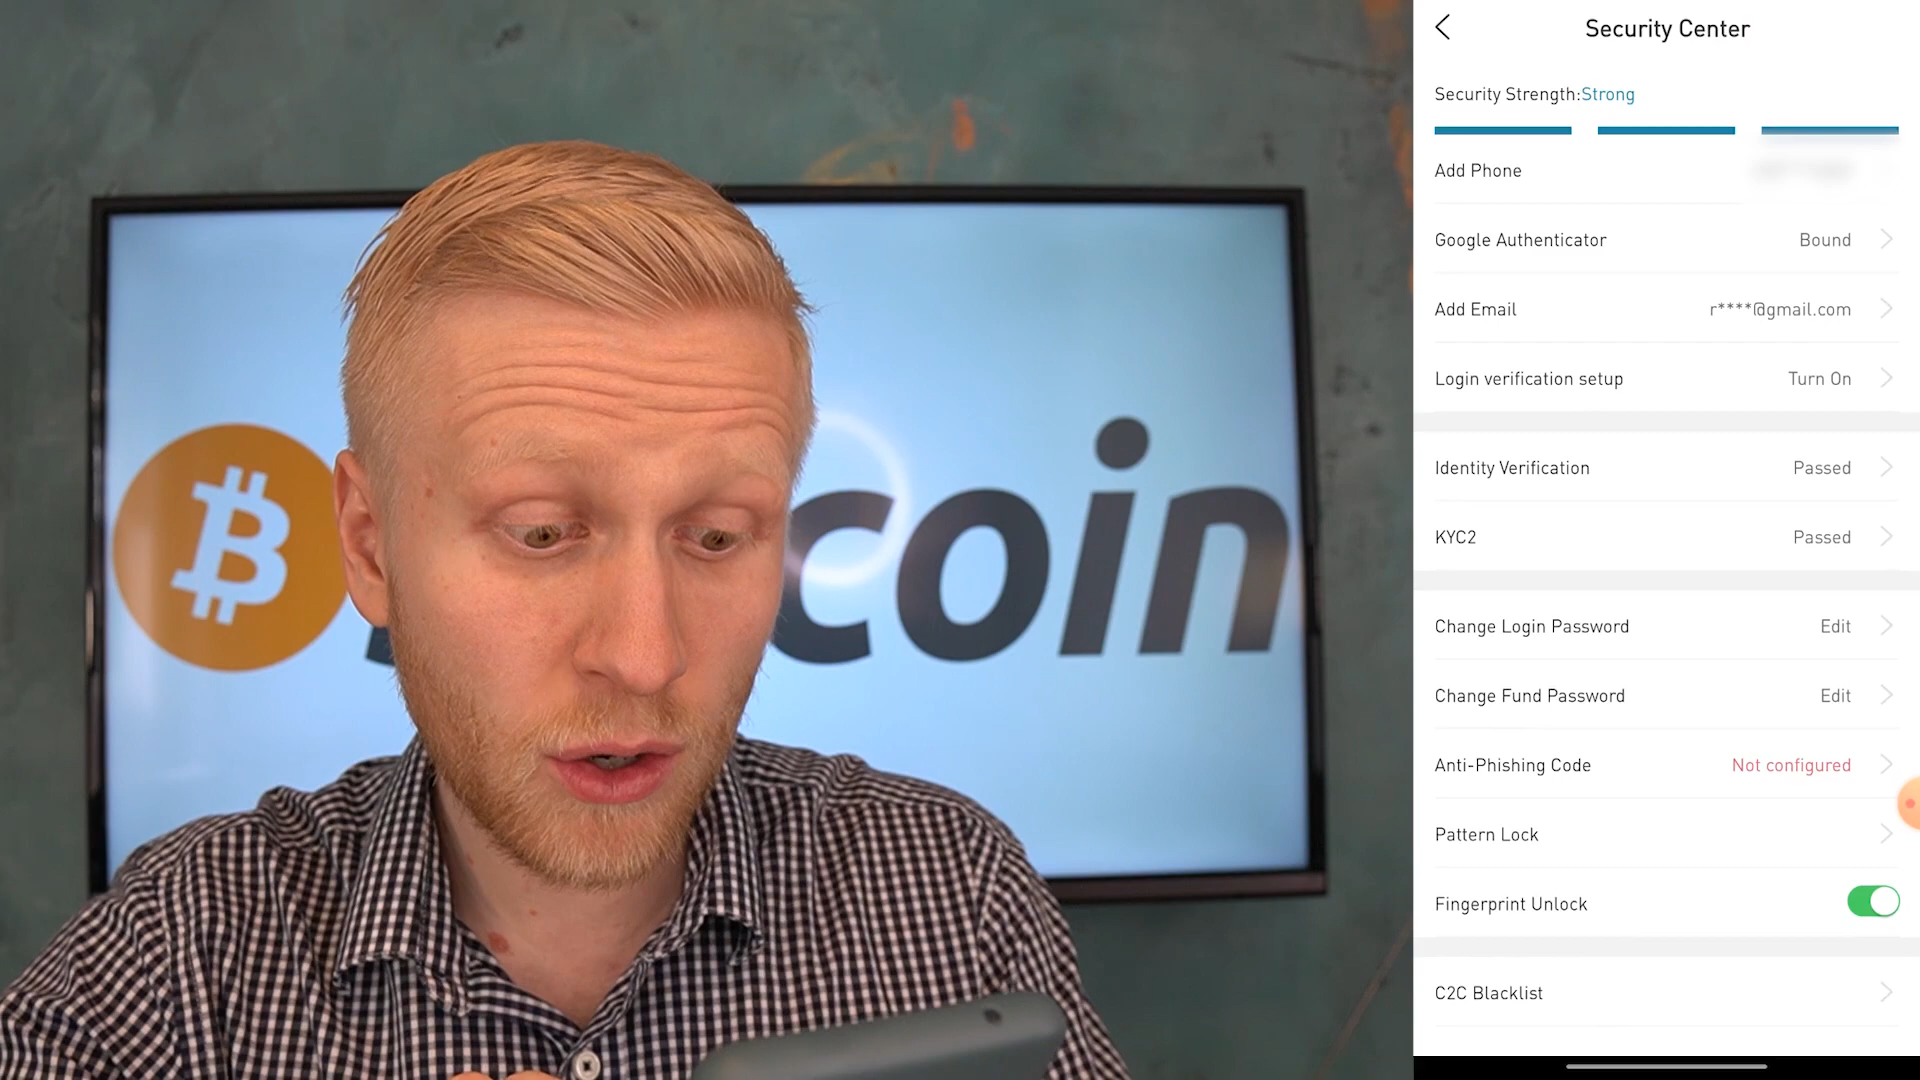 Security Center
Security Strength:Strong
Add Phone
Google Authenticator Bound
Add Email r****@gmail.com
Login verification setup Turn On
Identity Verification Passed
KYC2 Passed
Change Login Password Edit
Change Fund Password Edit
Anti-Phishing Code Not configured
Pattern Lock
Fingerprint Unlock
C2C Blacklist
coin